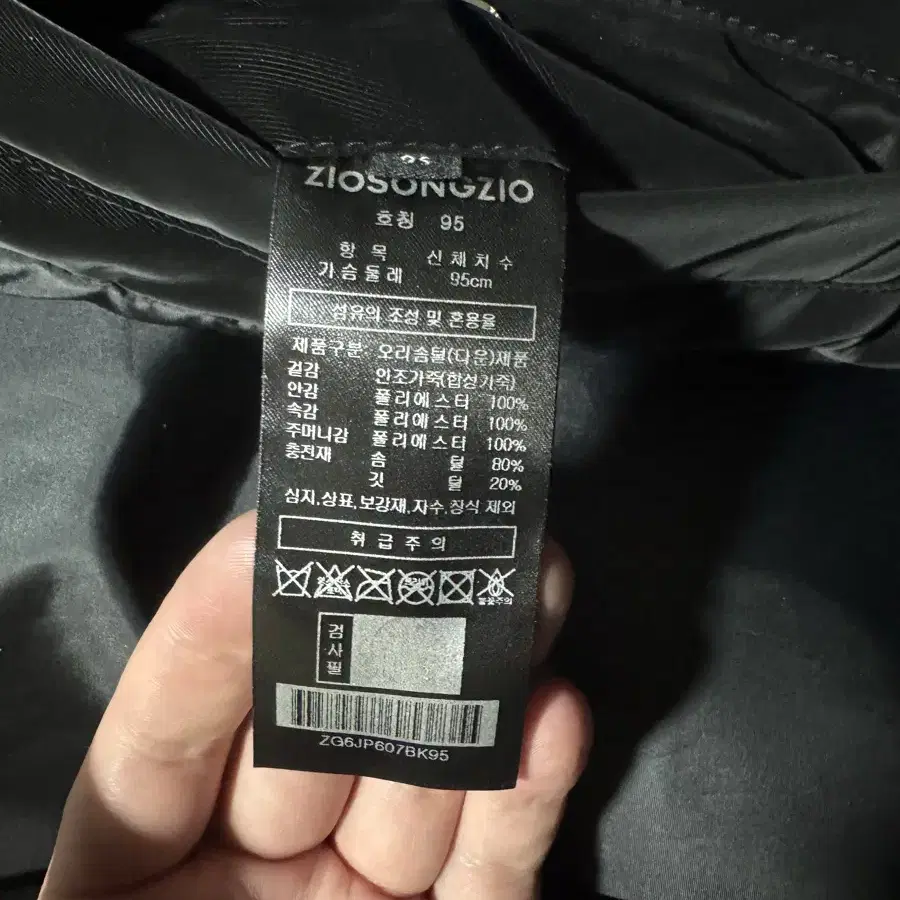 95
ZIOSONGZIO
호칭 95
항목 신체치수
가슴둘레 95cm
섬유의 조성 및 혼용율
제품구분 오리솜털(다운)제품
겉감 인조가죽(합성가죽)
안감 폴리에스터 100%
속감 폴리에스터 100%
주머니감 폴리에스터 100%
충전재 솜털 80%
깃털 20%
심지,상표,보강재,자수,장식 제외
취급주의
불꽃주의
검사필
ZG6JP607BK95